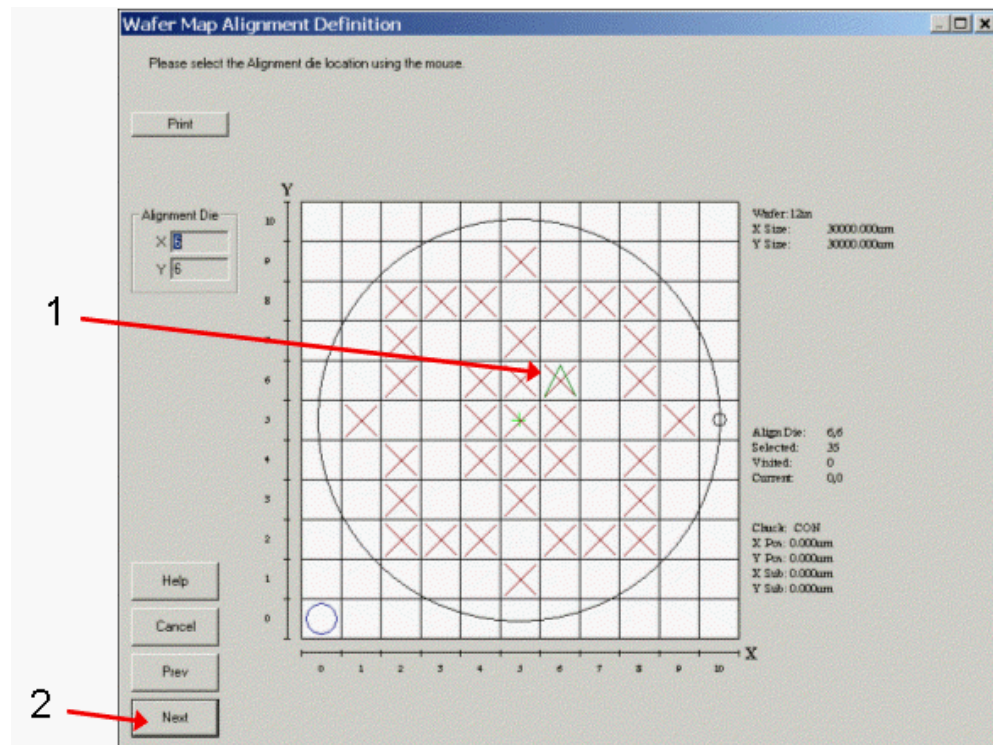 Wafer Map Alignment Definition
Please select the Alignment die location using the mouse.
Print
Y
Alignment Die
X 6
Y 6
10
9
8
6
5
4
3
2
1
0
0 1 2 3 4 5 6 7 8 9 10
X
Wafer: 12in
X Size: 30000.000um
Y Size: 30000.000um
1
Align Die: 6,6
Selected: 35
Visited: 0
Current: 0,0
Chuck: CON
X Pos: 0.000um
Y Pos: 0.000um
X Sub: 0.000um
Y Sub: 0.000um
Help
Cancel
Prev
2
Next